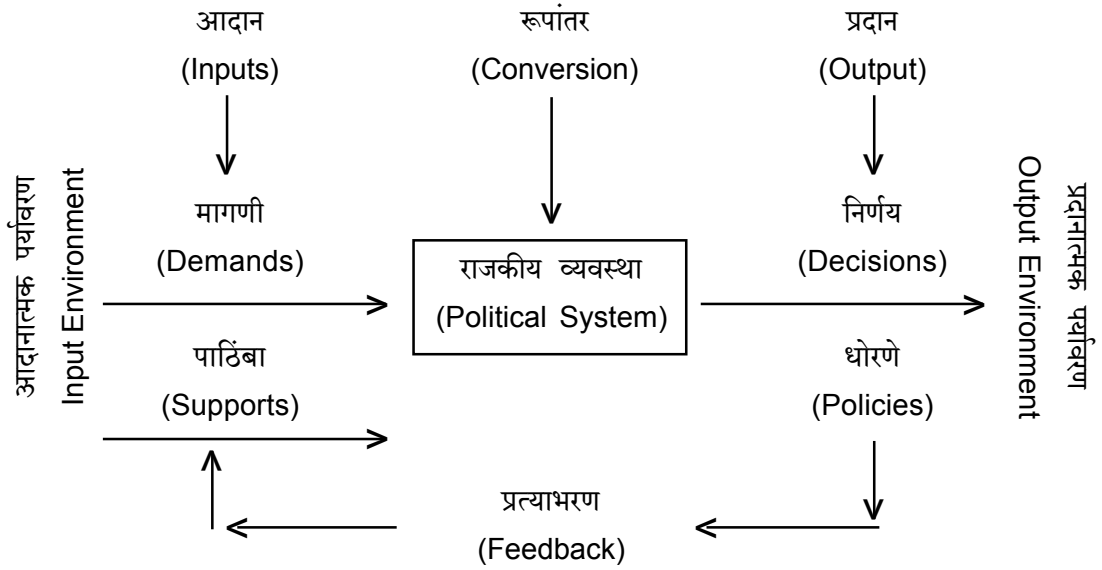 आदान
(Inputs)
रूपांतर
(Conversion)
प्रदान
(Output)
आदानात्मक पर्यावरण
Input Environment
मागणी
(Demands)
राजकीय व्यवस्था
(Political System)
निर्णय
(Decisions)
पाठिंबा
(Supports)
धोरणे
(Policies)
प्रदानात्मक पर्यावरण
Output Environment
प्रत्याभरण
(Feedback)